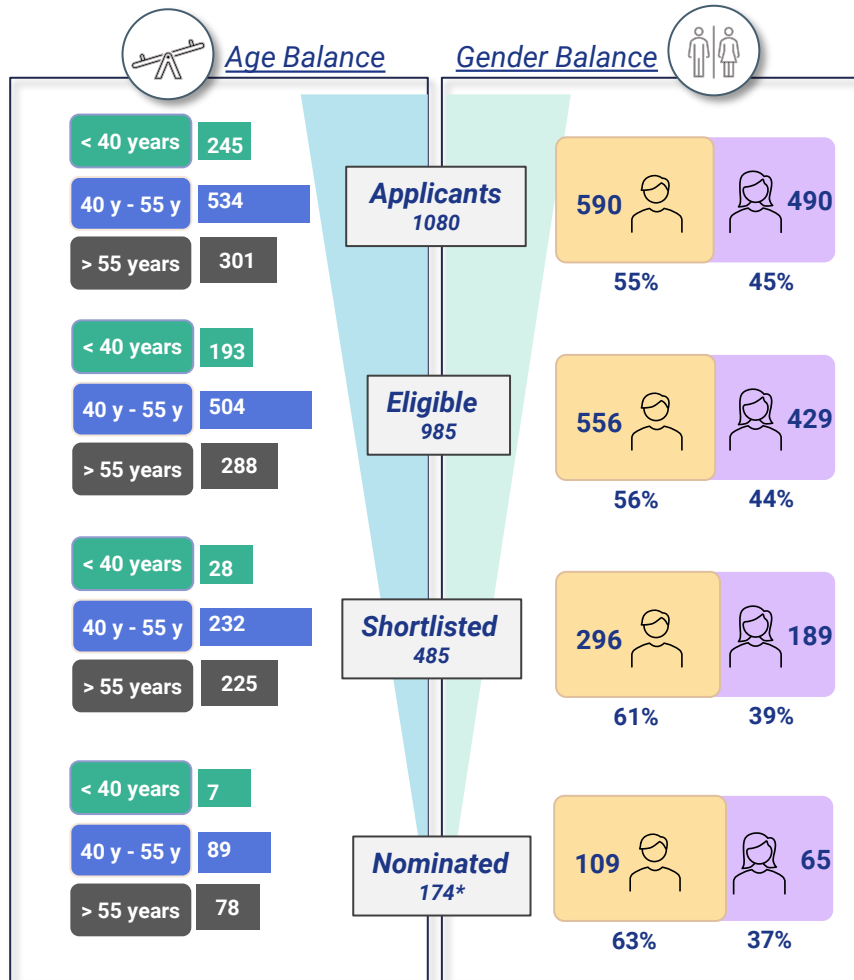 Age Balance
Gender Balance
< 40 years 245
40 y - 55 y 534
> 55 years 301
Applicants
1080
590 490
55% 45%
< 40 years 193
40 y - 55 y 504
> 55 years 288
Eligible
985
556 429
56% 44%
< 40 years 28
40 y - 55 y 232
> 55 years 225
Shortlisted
485
296 189
61% 39%
< 40 years 7
40 y - 55 y 89
> 55 years 78
Nominated
174*
109 65
63% 37%